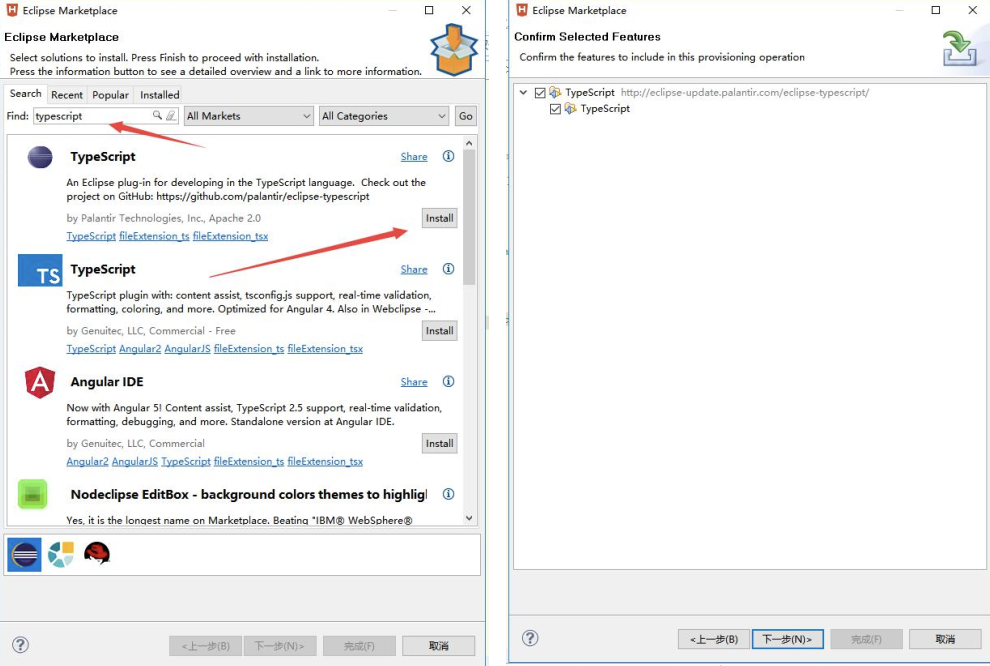 Eclipse Marketplace
Eclipse Marketplace
Select solutions to install. Press Finish to proceed with installation.
Press the information button to see a detailed overview and a link to more information.
Search Recent Popular Installed
Find: typescript All Markets All Categories Go
TypeScript Share
An Eclipse plug-in for developing in the TypeScript language. Check out the
project on GitHub: https://github.com/palantir/eclipse-typescript
by Palantir Technologies, Inc., Apache 2.0 Install
TypeScript fileExtension_ts fileExtension_tsx
TS TypeScript Share
TypeScript plugin with: content assist, tsconfig.js support, real-time validation,
formatting, coloring, and more. Optimized for Angular 4. Also in Webclipse -...
by Genuitec, LLC, Commercial - Free Install
TypeScript Angular2 AngularJS fileExtension_ts fileExtension_tsx
A Angular IDE Share
Now with Angular 5! Content assist, TypeScript 2.5 support, real-time validation,
formatting, debugging, and more. Standalone version at Angular IDE.
by Genuitec, LLC, Commercial Install
Angular2 AngularJS TypeScript fileExtension_ts fileExtension_tsx
Nodeclipse EditBox - background colors themes to highlig
Yes, it is the longest name on Marketplace. Beating "IBM® WebSphere®
<上一步(B) 下一步(N)> 完成(F) 取消
Eclipse Marketplace
Confirm Selected Features
Confirm the features to include in this provisioning operation
TypeScript http://eclipse-update.palantir.com/eclipse-typescript/
TypeScript
<上一步(B) 下一步(N)> 完成(F) 取消